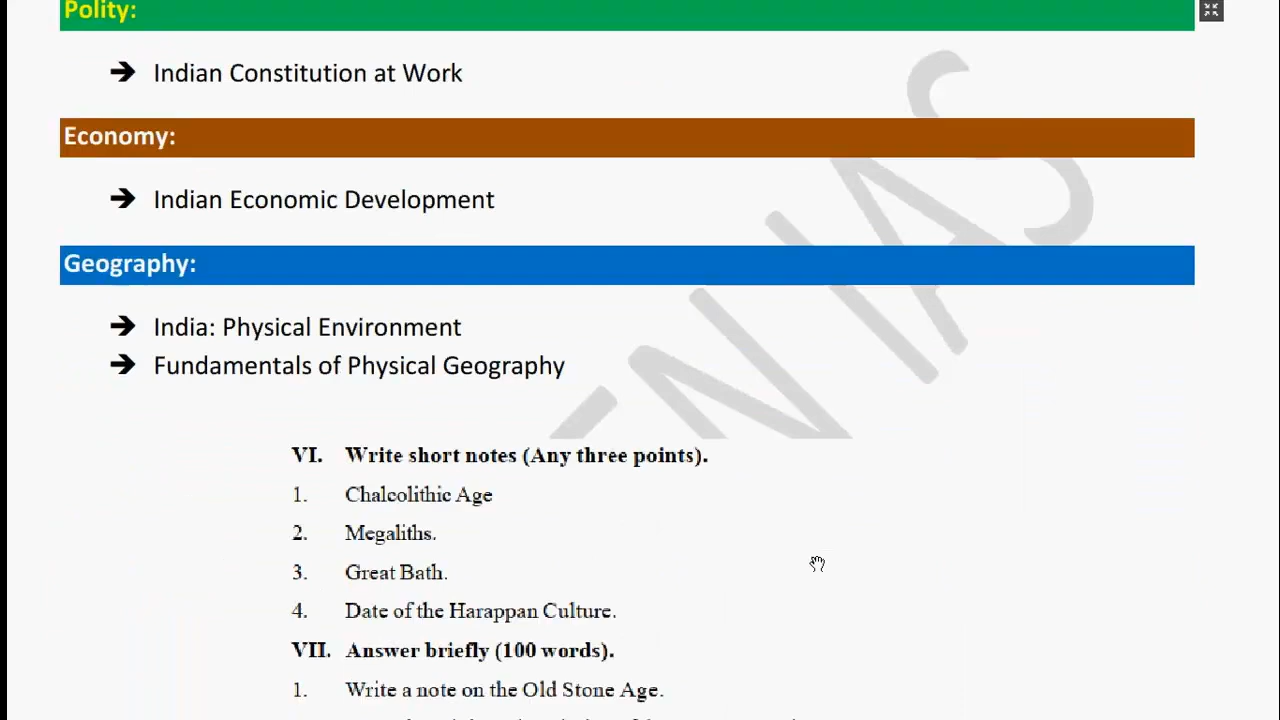 Polity:
➔ Indian Constitution at Work
Economy:
➔ Indian Economic Development
Geography:
➔ India: Physical Environment
➔ Fundamentals of Physical Geography
VI. Write short notes (Any three points).
1. Chalcolithic Age
2. Megaliths.
3. Great Bath.
4. Date of the Harappan Culture.
VII. Answer briefly (100 words).
1. Write a note on the Old Stone Age.
IAS